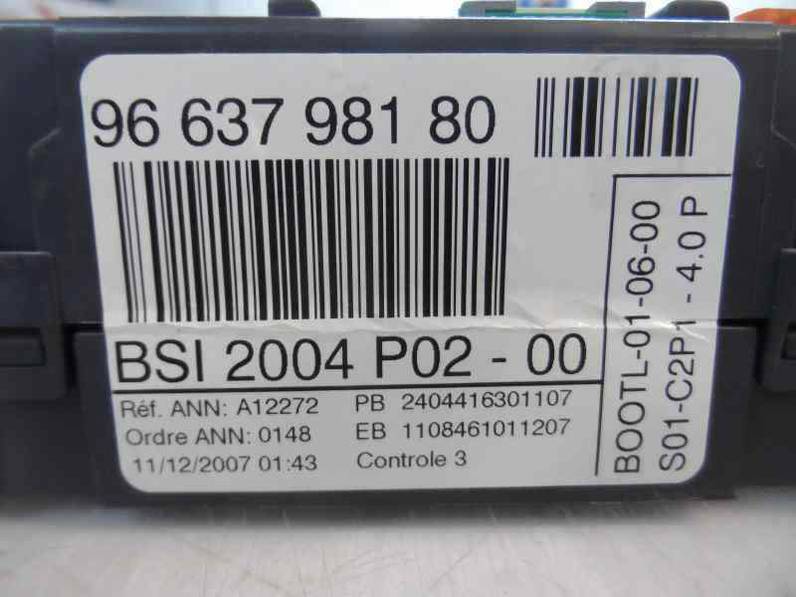 96 637 981 80
BSI 2004 P02 - 00
Réf. ANN: A12272 PB 2404416301107
Ordre ANN: 0148 EB 1108461011207
11/12/2007 01:43 Controle 3
BOOTL-01-06-00
S01-C2P1 - 4.0 P